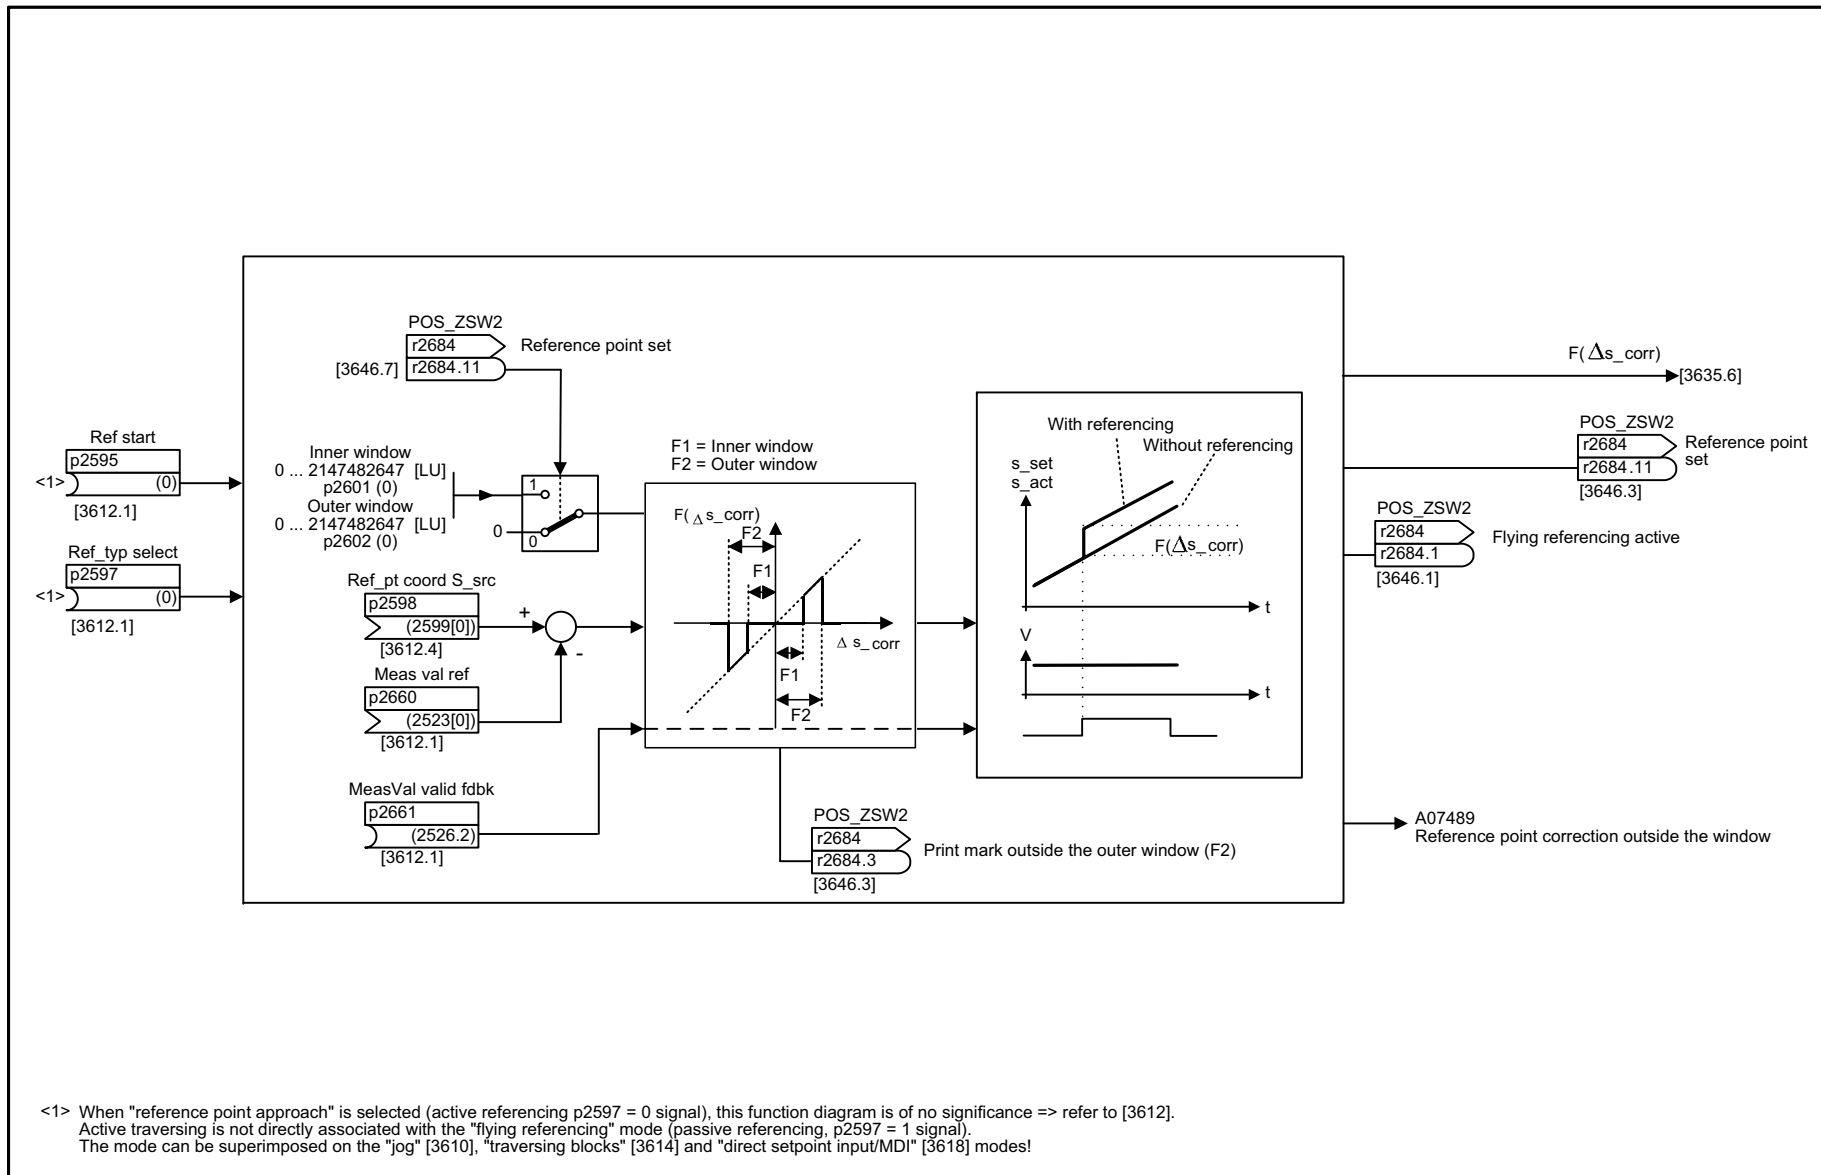 POS_ZSW2
r2684
Reference point set
[3646.7]
r2684.11
Ref start
p2595
<1>
(0)
[3612.1]
Ref_typ select
p2597
<1>
(0)
[3612.1]
Inner window
0 ... 2147482647 [LU]
p2601 (0)
Outer window
0 ... 2147482647 [LU]
p2602 (0)
1
0
0
Ref_pt coord S_src
p2598
(2599[0])
[3612.4]
+
-
Meas val ref
p2660
(2523[0])
[3612.1]
MeasVal valid fdbk
p2661
(2526.2)
[3612.1]
F1 = Inner window
F2 = Outer window
F(Δs_corr)
F2
F1
Δs_corr
F1
F2
POS_ZSW2
r2684
r2684.3
Print mark outside the outer window (F2)
[3646.3]
With referencing
Without referencing
s_set
s_act
F(Δs_corr)
t
V
t
F(Δs_corr)
[3635.6]
POS_ZSW2
r2684
Reference point
set
r2684.11
[3646.3]
POS_ZSW2
r2684
Flying referencing active
r2684.1
[3646.1]
A07489
Reference point correction outside the window
<1> When "reference point approach" is selected (active referencing p2597 = 0 signal), this function diagram is of no significance => refer to [3612].
Active traversing is not directly associated with the "flying referencing" mode (passive referencing, p2597 = 1 signal).
The mode can be superimposed on the "jog" [3610], "traversing blocks" [3614] and "direct setpoint input/MDI" [3618] modes!